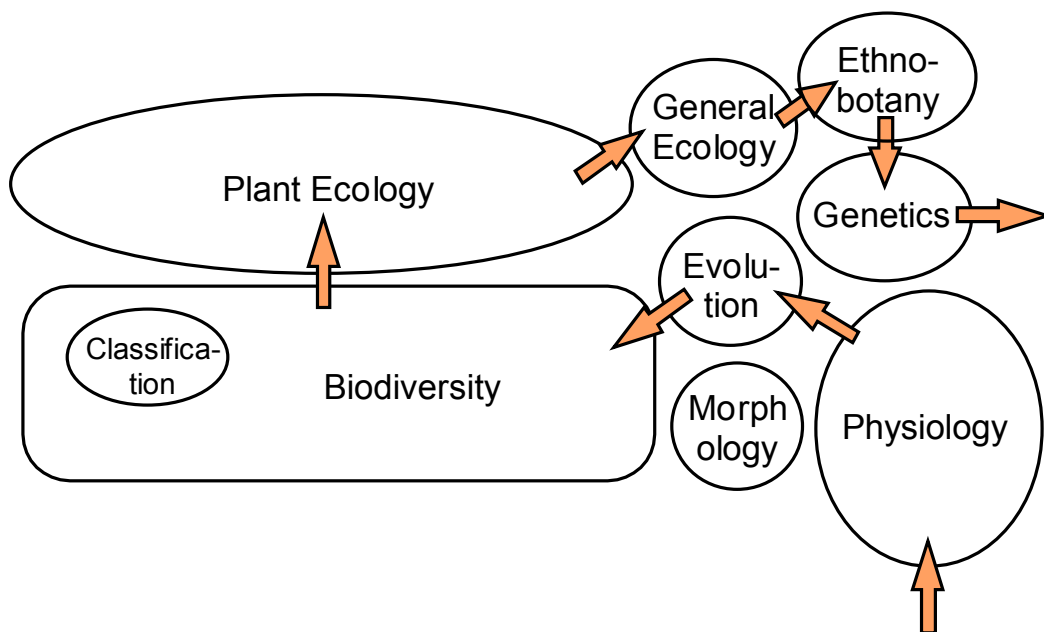 Ethno-
botany
General
Ecology
Plant Ecology
Genetics
Evolu-
tion
Classifica-
tion
Biodiversity
Morph
ology
Physiology